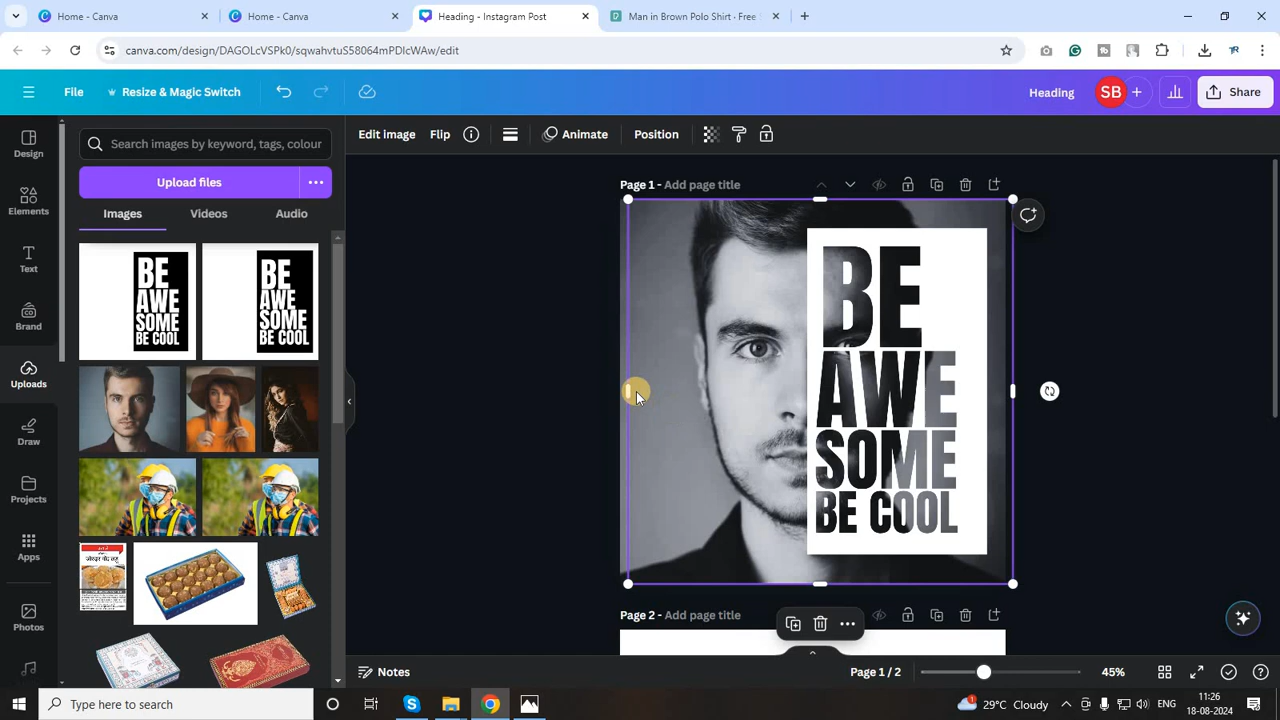 Home - Canva
Home - Canva
Heading - Instagram Post
Man in Brown Polo Shirt · Free S
canva.com/design/DAGOLcVSPk0/sqwahvtuS58064mPDIcWAw/edit
File
Resize & Magic Switch
Heading
SB
Share
Design
Elements
Text
Brand
Uploads
Draw
Projects
Apps
Photos
Search images by keyword, tags, colour
Upload files
Images
Videos
Audio
BE
AWE
SOME
BE COOL
BE
AWE
SOME
BE COOL
Edit image
Flip
Animate
Position
Page 1 - Add page title
BE
AWE
SOME
BE COOL
Page 2 - Add page title
Notes
Page 1 / 2
45%
Type here to search
29°C Cloudy
ENG
11:26
18-08-2024